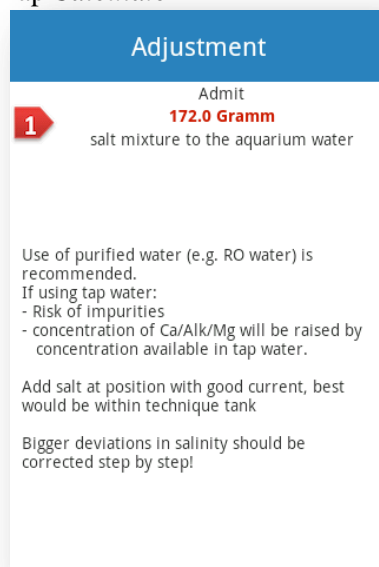 Adjustment
Admit
172.0 Gramm
1
salt mixture to the aquarium water
Use of purified water (e.g. RO water) is
recommended.
If using tap water:
- Risk of impurities
- concentration of Ca/Alk/Mg will be raised by
concentration available in tap water.
Add salt at position with good current, best
would be within technique tank
Bigger deviations in salinity should be
corrected step by step!